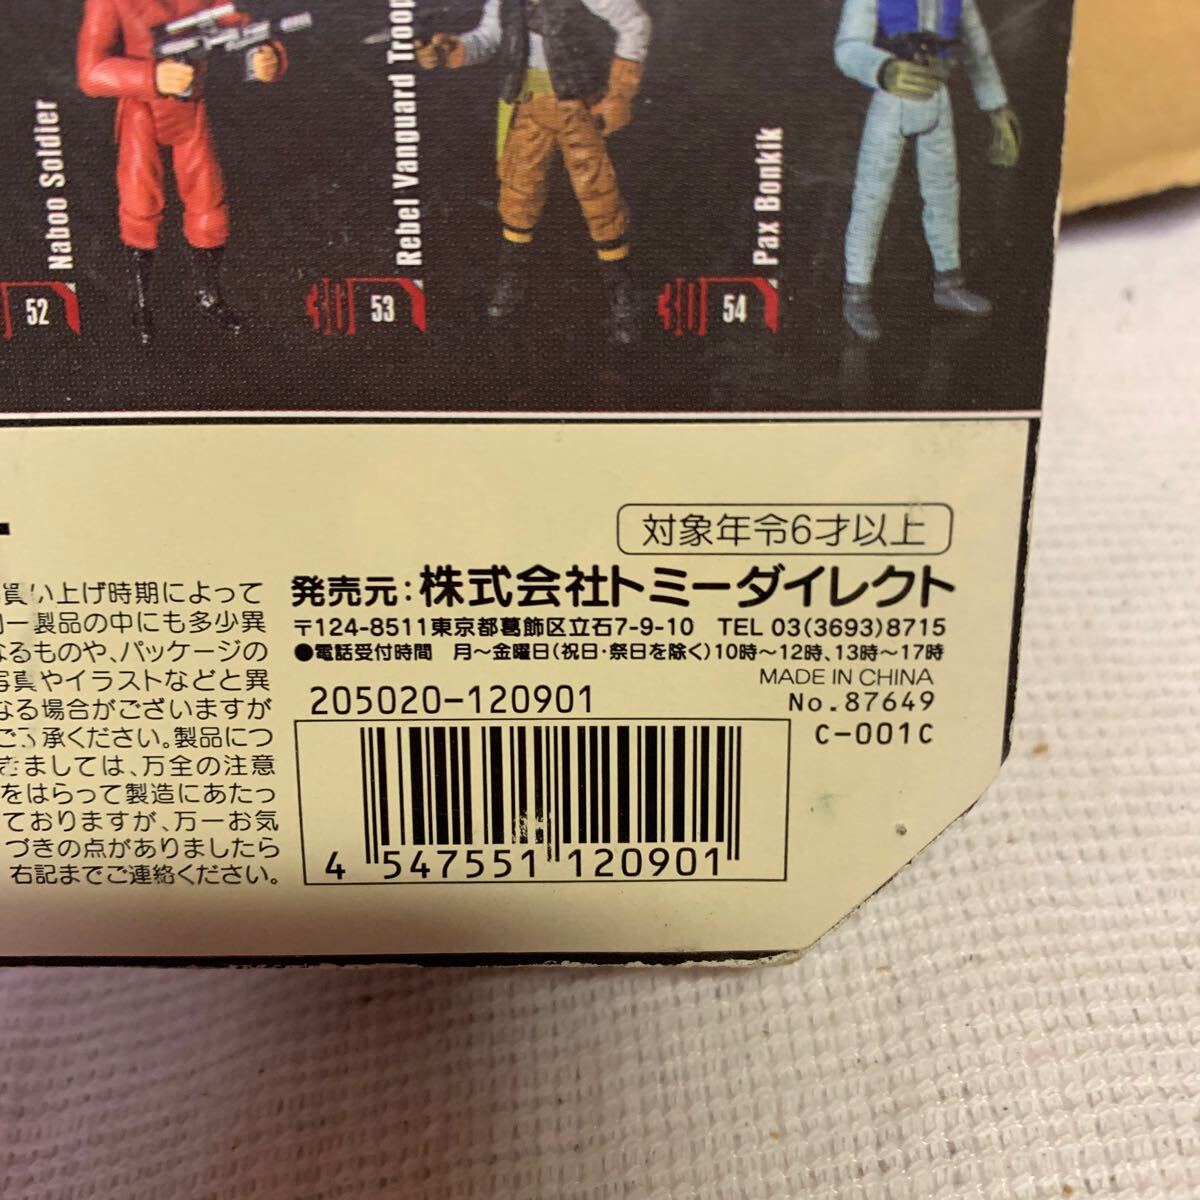 Naboo Soldier
52
Rebel Vanguard Troop
53
Pax Bonkik
54
対象年令6才以上
発売元:株式会社トミーダイレクト
〒124-8511東京都葛飾区立石7-9-10 TEL 03(3693)8715
●電話受付時間 月〜金曜日(祝日・祭日を除く)10時〜12時、13時〜17時
MADE IN CHINA
205020-120901
No.87649
C-001C
4 547551 120901
買い上げ時期によって
一製品の中にも多少異
なるものや、パッケージの
写真やイラストなどと異
なる場合がございますが
ご了承ください。製品につ
きましては、万全の注意
をはらって製造にあたっ
ておりますが、万一お気
づきの点がありましたら
右記までご連絡ください。